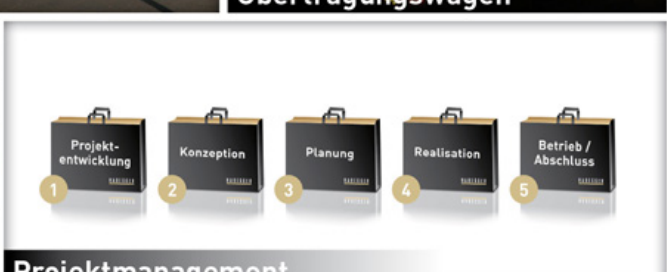 Übertragungswagen
Projekt-
entwicklung
1
Konzeption
2
Planung
3
Realisation
4
Betrieb /
Abschluss
5
Projektmanagement